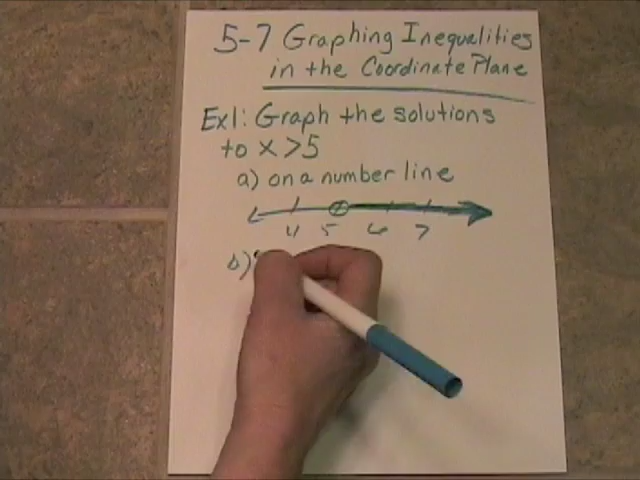 5-7 Graphing Inequalities
in the Coordinate Plane
Ex1: Graph the solutions
to x > 5
a) on a number line
4 5 6 7
b)